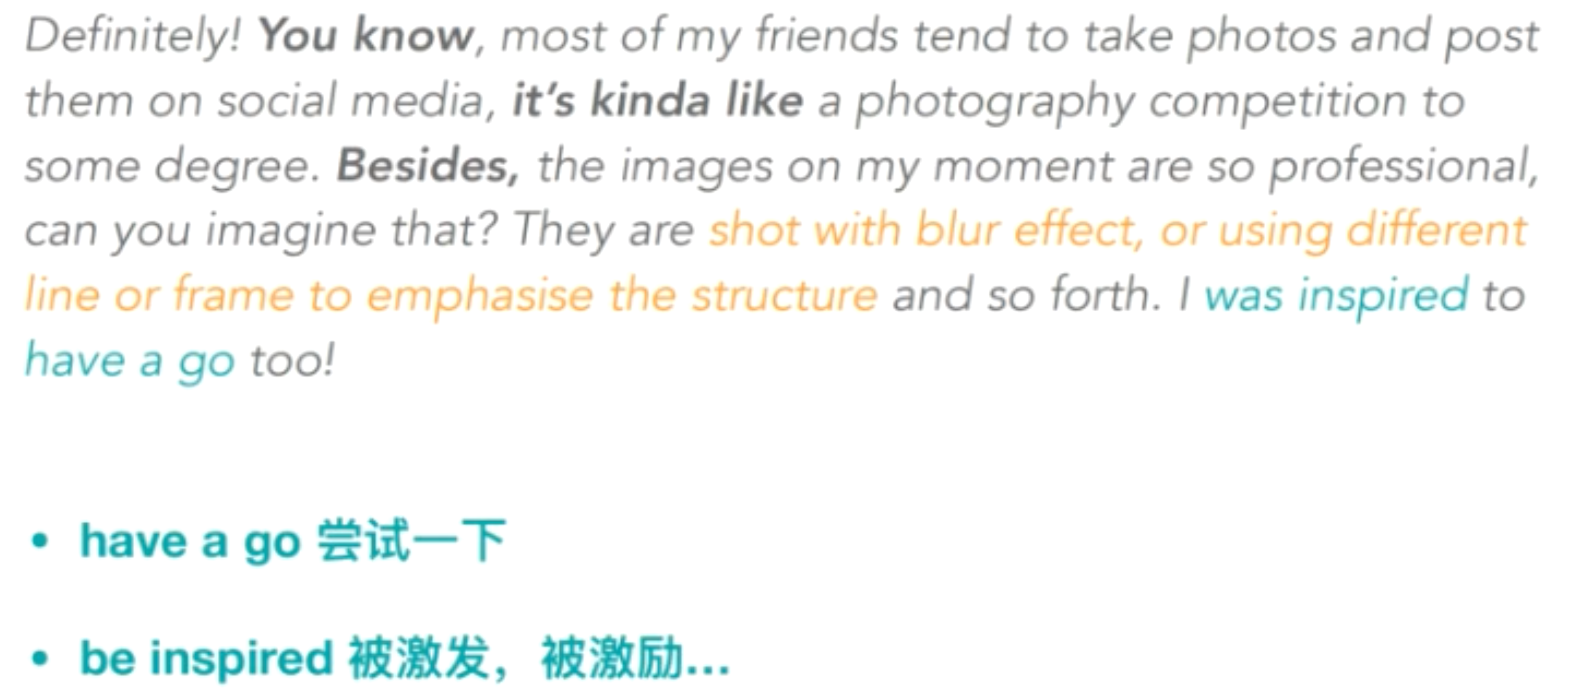 Definitely! You know, most of my friends tend to take photos and post
them on social media, it's kinda like a photography competition to
some degree. Besides, the images on my moment are so professional,
can you imagine that? They are shot with blur effect, or using different
line or frame to emphasise the structure and so forth. I was inspired to
have a go too!
• have a go 尝试一下
• be inspired 被激发，被激励...